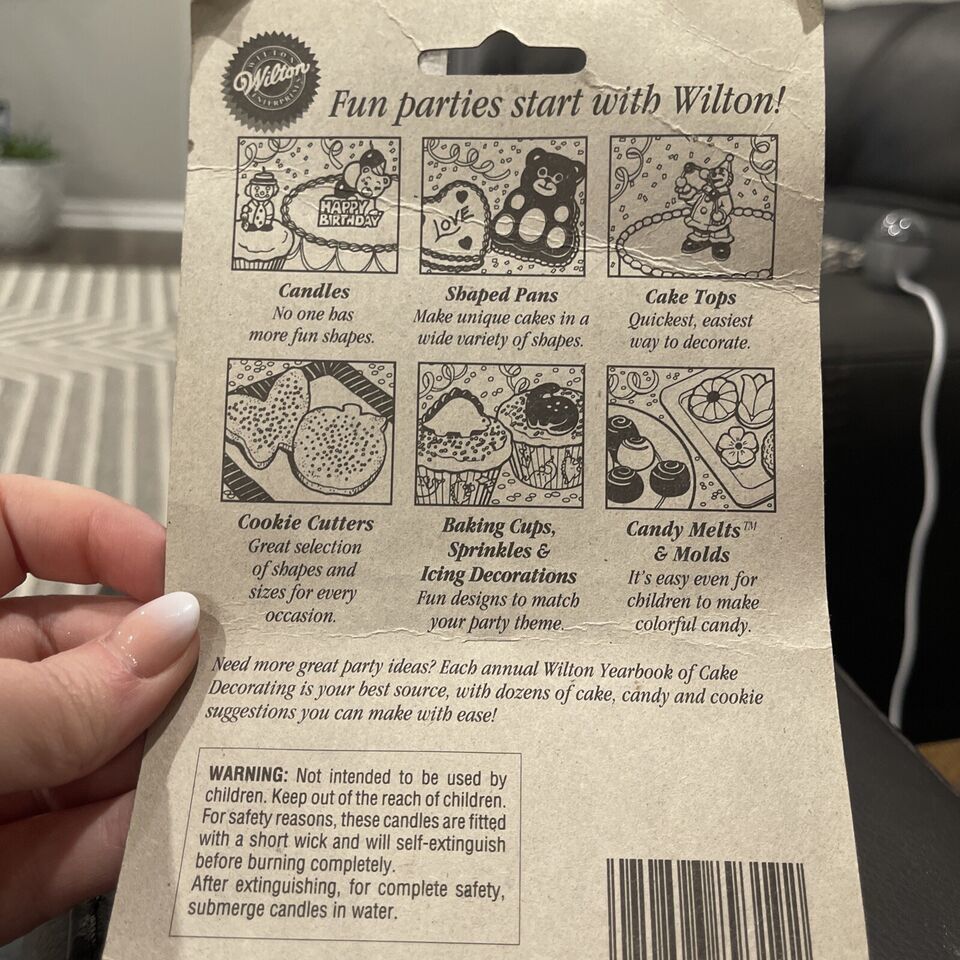 WILTON
Wilton
ENTERPRISES
Fun parties start with Wilton!
HAPPY
BIRTHDAY
LOVE
Candles
No one has
more fun shapes.
Shaped Pans
Make unique cakes in a
wide variety of shapes.
Cake Tops
Quickest, easiest
way to decorate.
Cookie Cutters
Great selection
of shapes and
sizes for every
occasion.
Baking Cups,
Sprinkles &
Icing Decorations
Fun designs to match
your party theme.
Candy Melts™
& Molds
It's easy even for
children to make
colorful candy.
Need more great party ideas? Each annual Wilton Yearbook of Cake
Decorating is your best source, with dozens of cake, candy and cookie
suggestions you can make with ease!
WARNING: Not intended to be used by
children. Keep out of the reach of children.
For safety reasons, these candles are fitted
with a short wick and will self-extinguish
before burning completely.
After extinguishing, for complete safety,
submerge candles in water.